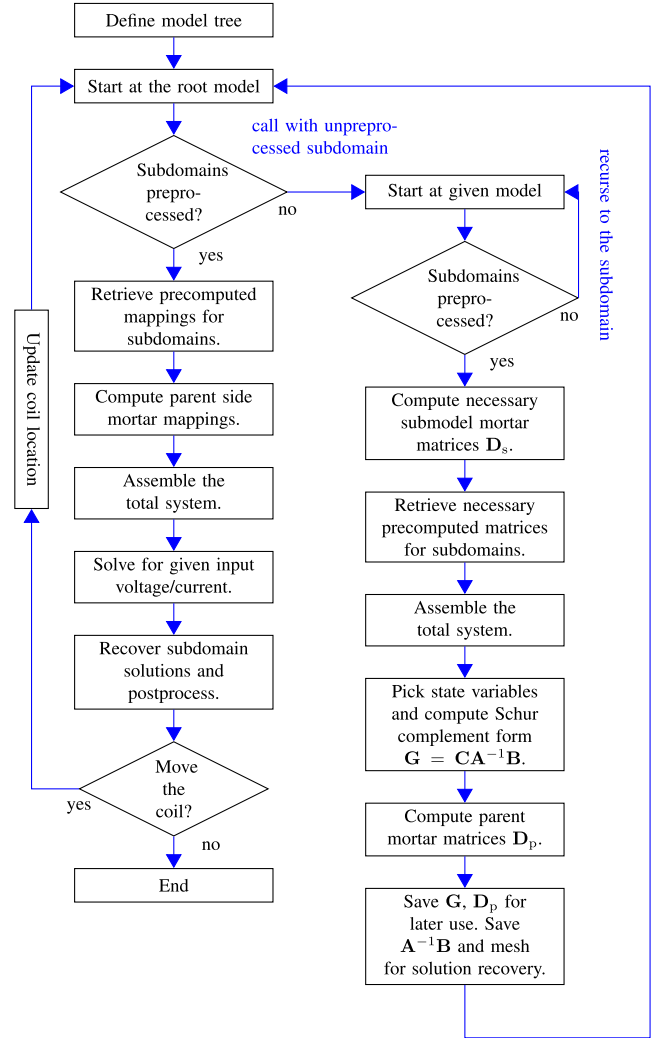 Define model tree
Start at the root model
call with unprepro-
cessed subdomain
Subdomains
prepro-
cessed?
no
yes
Retrieve precomputed
mappings for
subdomains.
Compute parent side
mortar mappings.
Assemble the
total system.
Solve for given input
voltage/current.
Recover subdomain
solutions and
postprocess.
Move
the
coil?
yes
no
End
Update coil location
Start at given model
recurse to the subdomain
Subdomains
prepro-
cessed?
no
yes
Compute necessary
submodel mortar
matrices D_s.
Retrieve necessary
precomputed matrices
for subdomains.
Assemble the
total system.
Pick state variables
and compute Schur
complement form
G = CA⁻¹B.
Compute parent
mortar matrices D_p.
Save G, D_p for
later use. Save
A⁻¹B and mesh
for solution recovery.